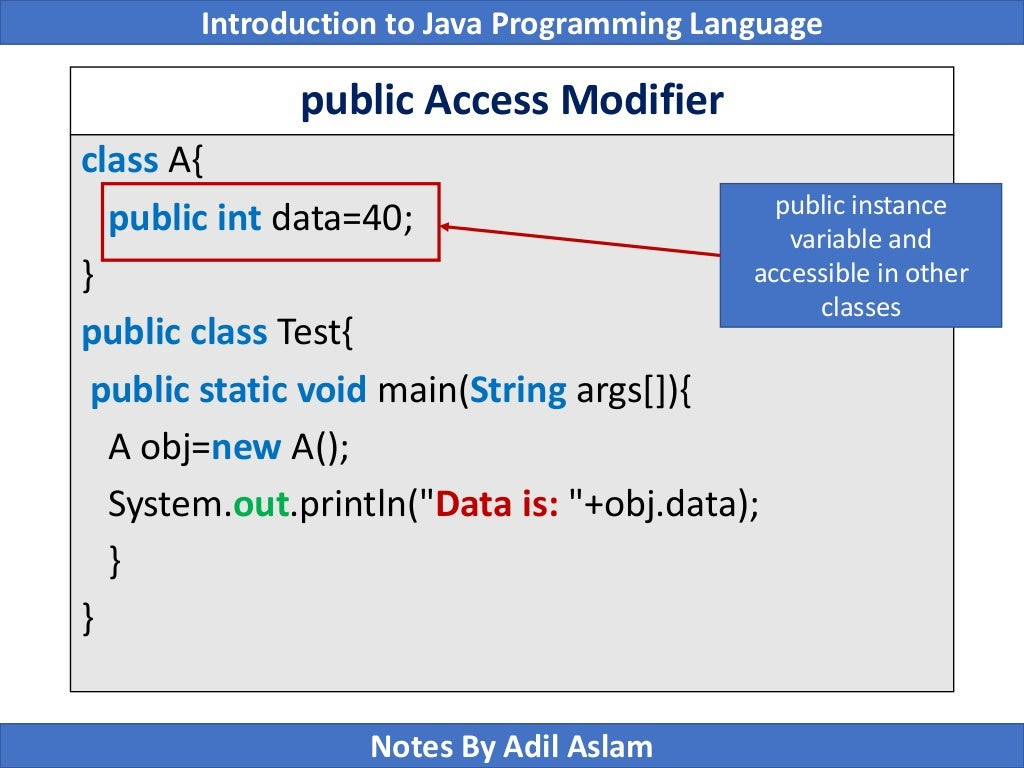 Introduction to Java Programming Language
public Access Modifier
class A{
public int data=40;
}
public instance
variable and
accessible in other
classes
public class Test{
public static void main(String args[]){
A obj=new A();
System.out.println("Data is: "+obj.data);
}
}
Notes By Adil Aslam